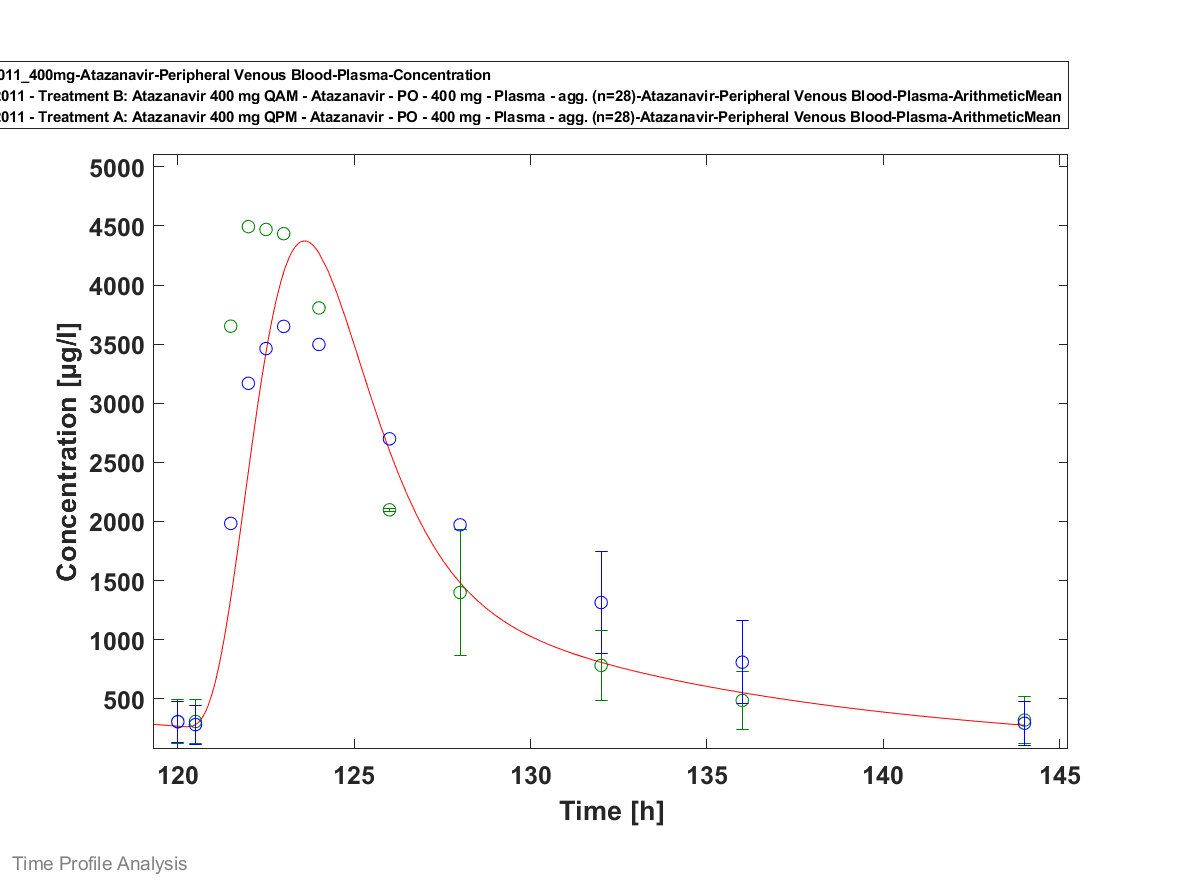 011_400mg-Atazanavir-Peripheral Venous Blood-Plasma-Concentration
2011 - Treatment B: Atazanavir 400 mg QAM - Atazanavir - PO - 400 mg - Plasma - agg. (n=28)-Atazanavir-Peripheral Venous Blood-Plasma-ArithmeticMean
2011 - Treatment A: Atazanavir 400 mg QPM - Atazanavir - PO - 400 mg - Plasma - agg. (n=28)-Atazanavir-Peripheral Venous Blood-Plasma-ArithmeticMean
5000
4500
4000
3500
3000
2500
2000
1500
1000
500
Concentration [µg/l]
120 125 130 135 140 145
Time [h]
Time Profile Analysis